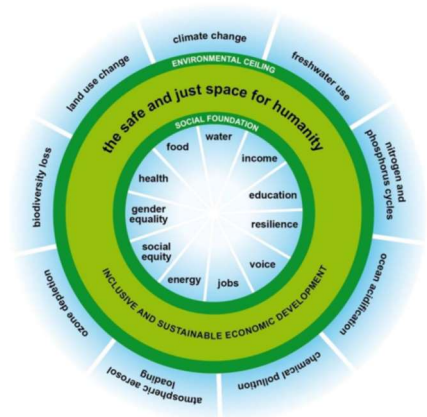 climate change
freshwater use
nitrogen and
phosphorus cycles
ocean acidification
chemical pollution
atmospheric aerosol
loading
ozone depletion
biodiversity loss
land use change
ENVIRONMENTAL CEILING
the safe and just space for humanity
SOCIAL FOUNDATION
water
income
education
resilience
voice
jobs
energy
social
equity
gender
equality
health
food
INCLUSIVE AND SUSTAINABLE ECONOMIC DEVELOPMENT